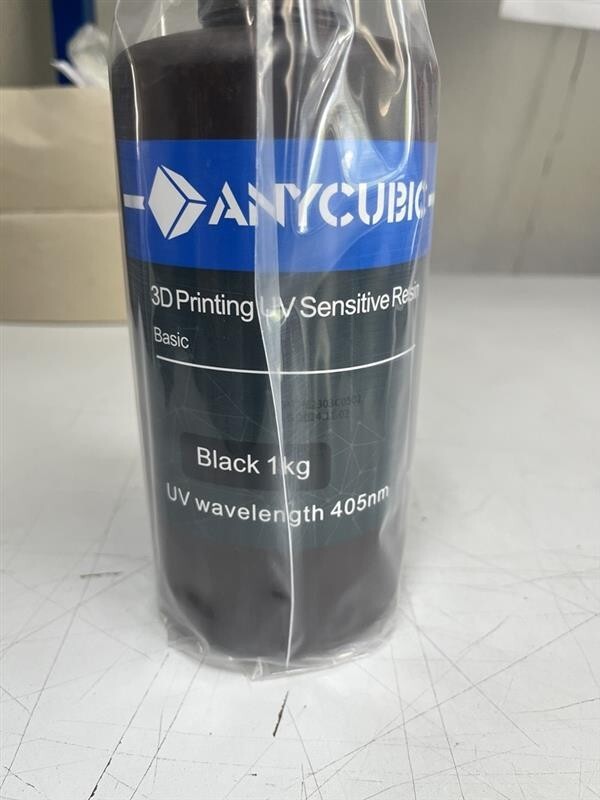 ANYCUBIC
3D Printing UV Sensitive Resin
Basic
Black 1kg
UV wavelength 405nm